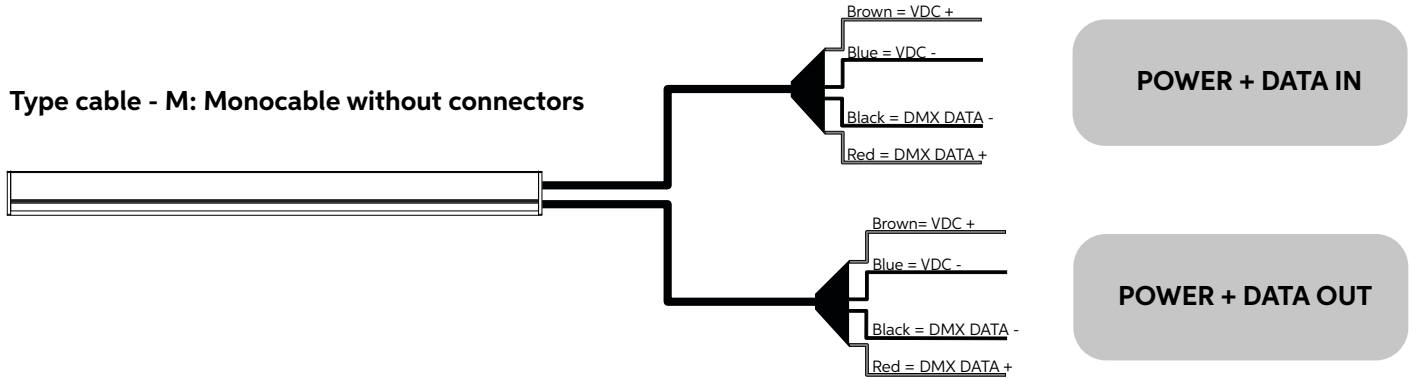 Brown = VDC +
Blue = VDC -
Type cable - M: Monocable without connectors
Black = DMX DATA -
Red = DMX DATA +
POWER + DATA IN
Brown= VDC +
Blue = VDC -
Black = DMX DATA -
Red = DMX DATA +
POWER + DATA OUT